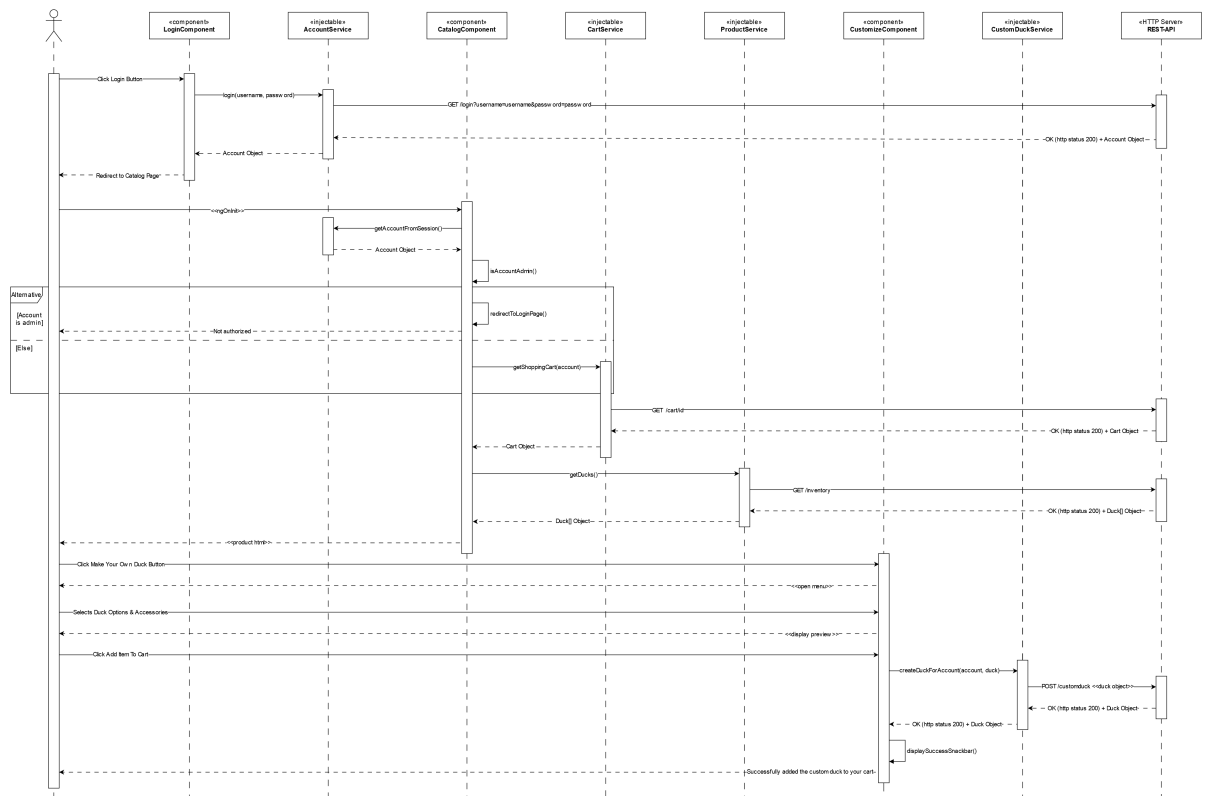 «component»
LoginComponent
«injectable»
AccountService
«component»
CatalogComponent
«injectable»
CartService
«injectable»
ProductService
«component»
CustomizeComponent
«injectable»
CustomDuckService
«HTTP Server»
REST-API
Click Login Button
login(username, password)
GET /login?username=username&password=password
OK (http status 200) + Account Object
Account Object
Redirect to Catalog Page
<<ngOnInit>>
getAccountFromSession()
Account Object
isAccountAdmin()
Alternative
[Account
is admin]
redirectToLoginPage()
Not authorized
[Else]
getShoppingCart(account)
GET /cart/id
OK (http status 200) + Cart Object
Cart Object
getDucks()
GET /inventory
OK (http status 200) + Duck[] Object
Duck[] Object
<<product html>>
Click Make Your Own Duck Button
<<open menu>>
Selects Duck Options & Accessories
<<display preview>>
Click Add Item To Cart
createDuckForAccount(account, duck)
POST /customduck <<duck object>>
OK (http status 200) + Duck Object
OK (http status 200) + Duck Object
displaySuccessSnackbar()
Successfully added the custom duck to your cart